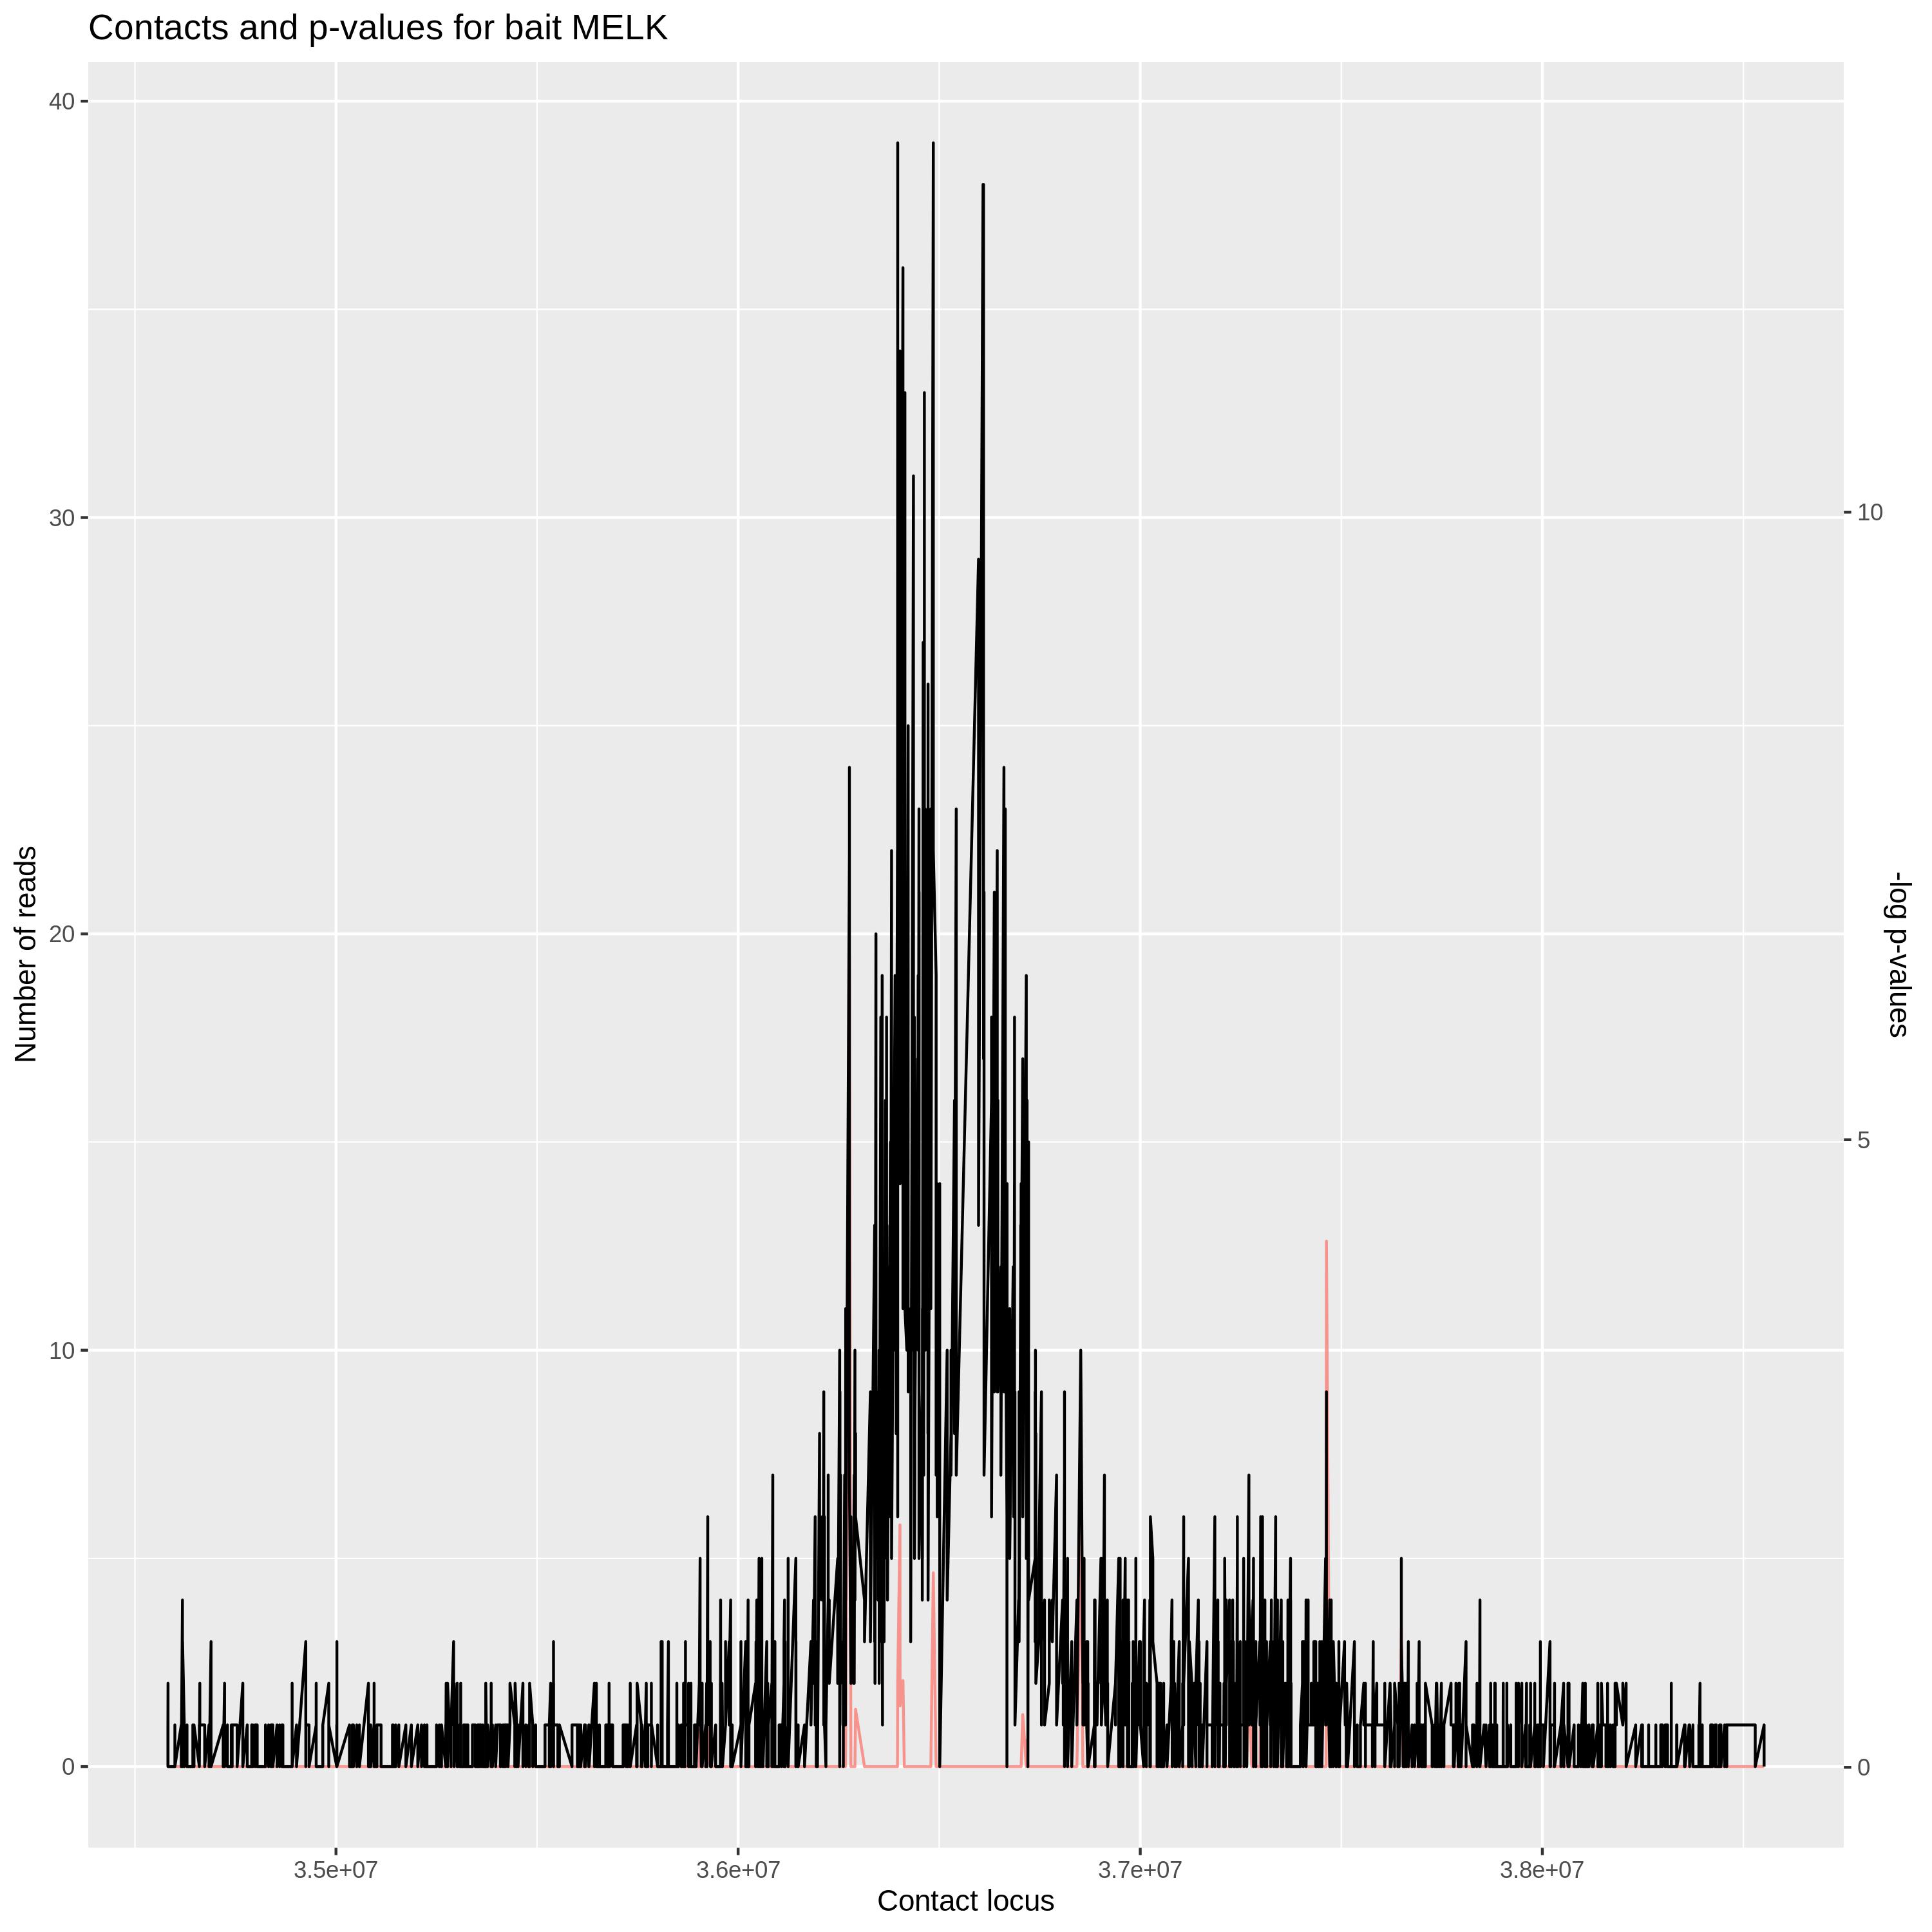 Contacts and p-values for bait MELK
40
30
20
10
0
Number of reads
10
5
0
-log p-values
3.5e+07 3.6e+07 3.7e+07 3.8e+07
Contact locus